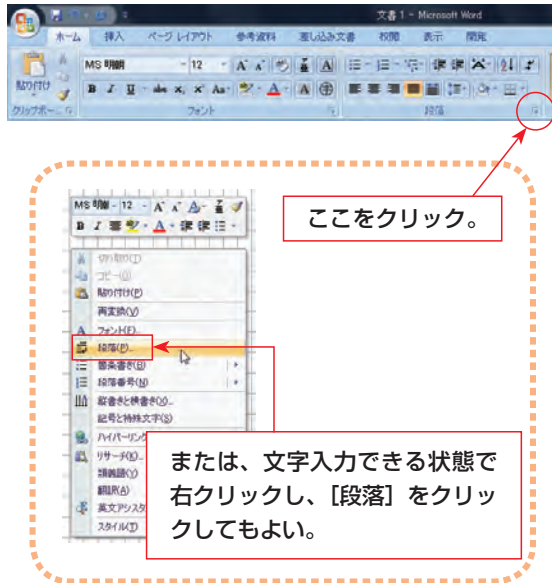 文書 1 - Microsoft Word
ホーム 挿入 ページ レイアウト 参考資料 差し込み文書 校閲 表示 開発
貼り付け
MS 明朝 - 12
B I U abc x₂ x² Aa A A
クリップボー... フォント 段落
ここをクリック。
MS 明朝 - 12 - A A A
B I A
切り取り(T)
コピー(C)
貼り付け(P)
再変換(V)
A フォント(F)...
段落(P)...
箇条書き(B)
段落番号(N)
縦書きと横書き(X)...
記号と特殊文字(S)
ハイパーリンク
リサーチ(K)...
類義語(Y)
翻訳(A)
英文アシスタ
スタイル(T)
または、文字入力できる状態で
右クリックし、［段落］をクリッ
クしてもよい。